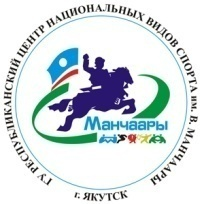 ГУ РЕСПУБЛИКАНСКИЙ ЦЕНТР НАЦИОНАЛЬНЫХ ВИДОВ СПОРТА им. В. МАНЧААРЫ
Манчаары
г. ЯКУТСК